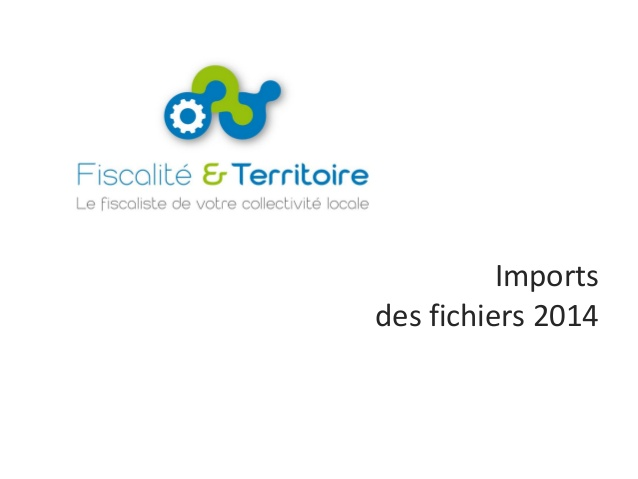 Fiscalité & Territoire
Le fiscaliste de votre collectivité locale
Imports
des fichiers 2014